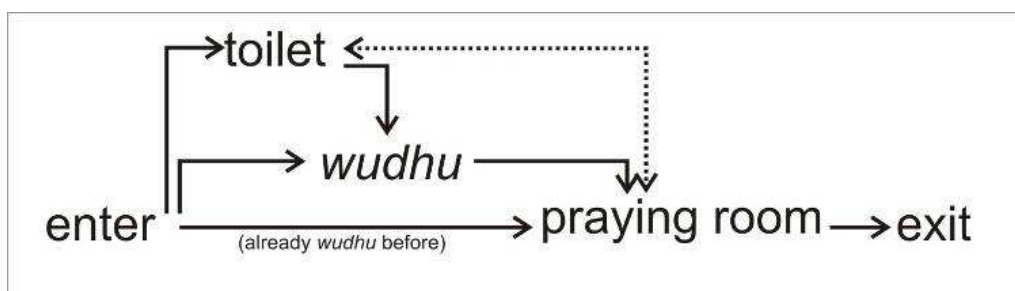 toilet
wudhu
enter
praying room
exit
(already wudhu before)